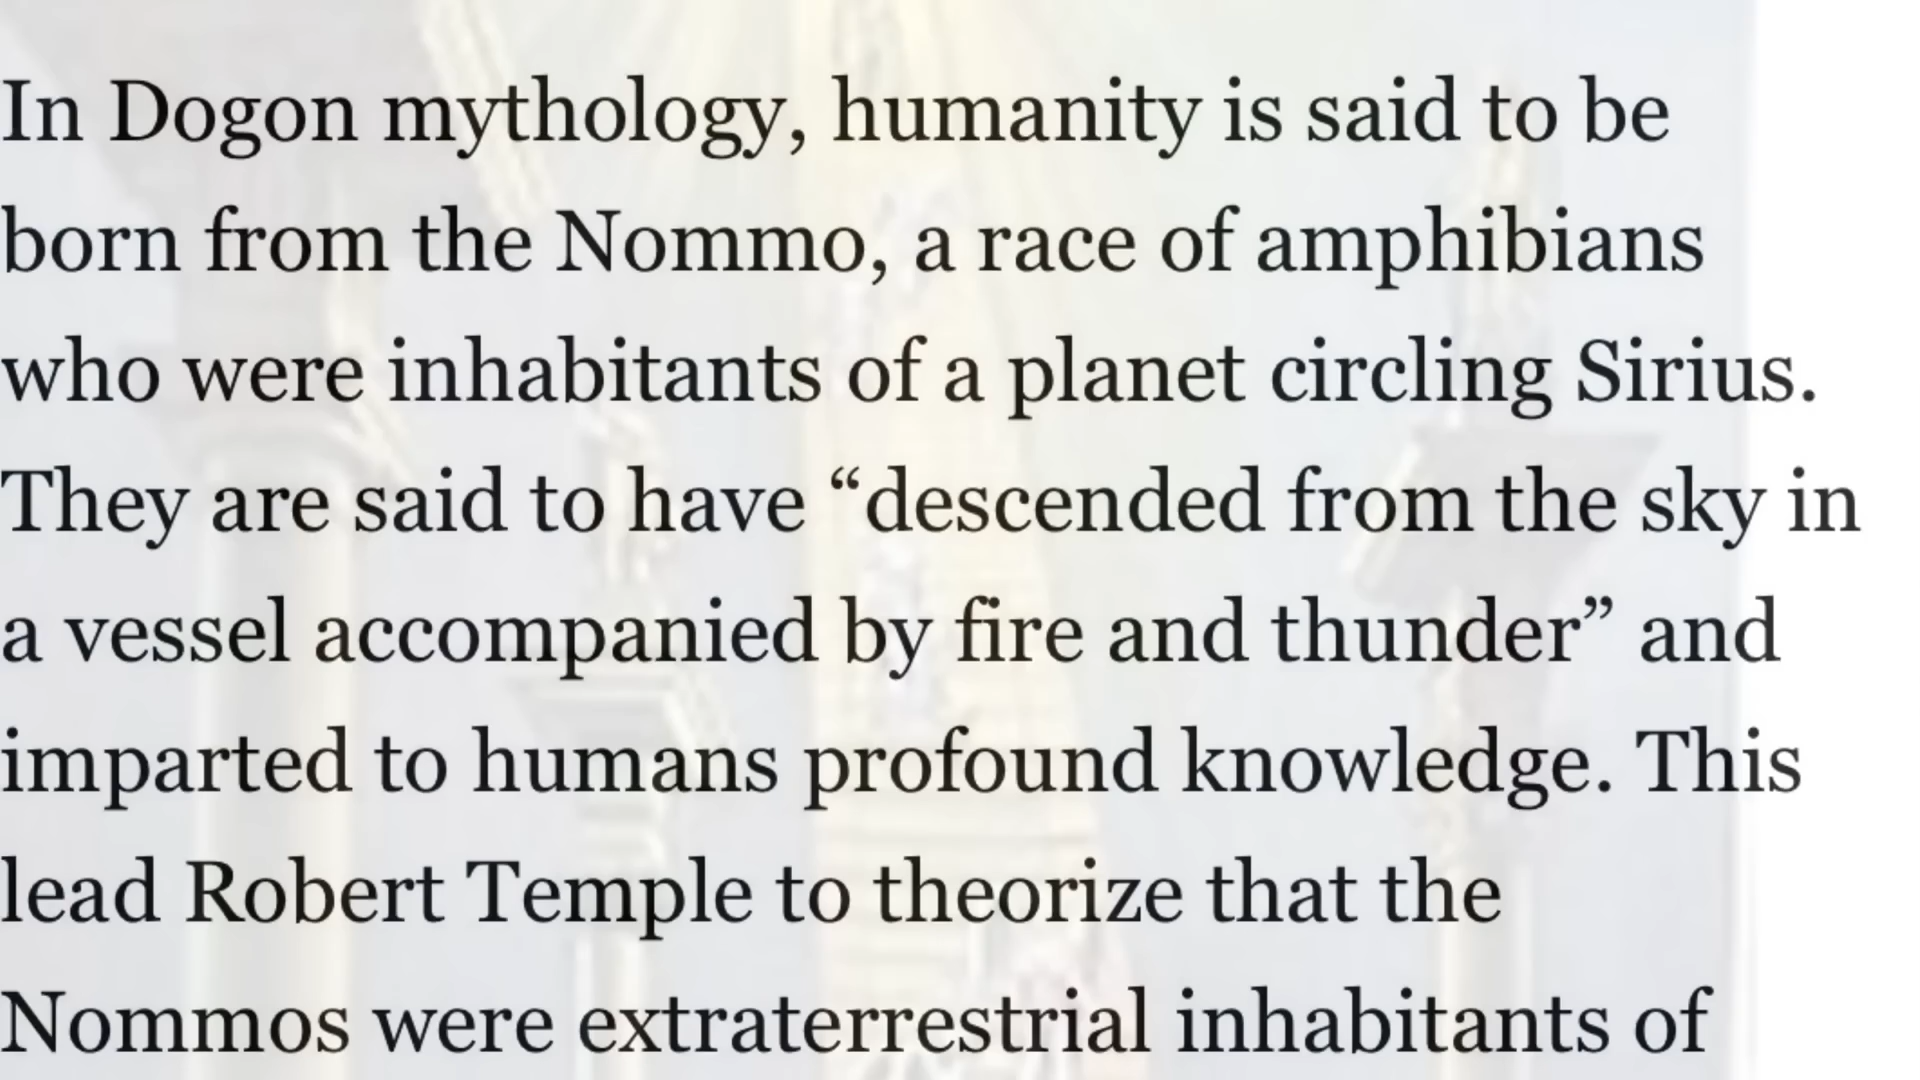 In Dogon mythology, humanity is said to be
born from the Nommo, a race of amphibians
who were inhabitants of a planet circling Sirius.
They are said to have “descended from the sky in
a vessel accompanied by fire and thunder” and
imparted to humans profound knowledge. This
lead Robert Temple to theorize that the
Nommos were extraterrestrial inhabitants of